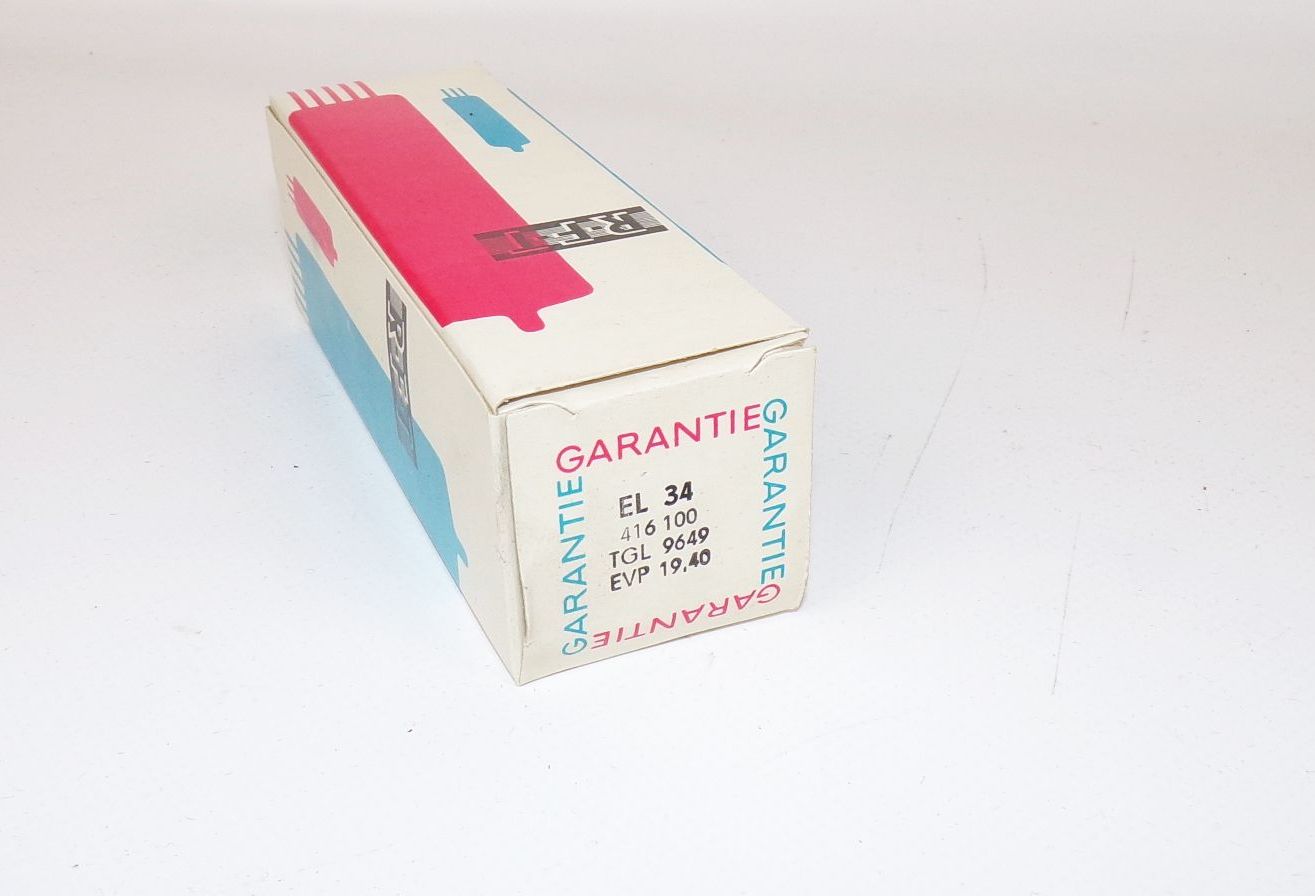 RFT
RFT
GARANTIE
GARANTIE
EL 34
416 100
TGL 9649
EVP 19,40
GARANTIE
GARANTIE